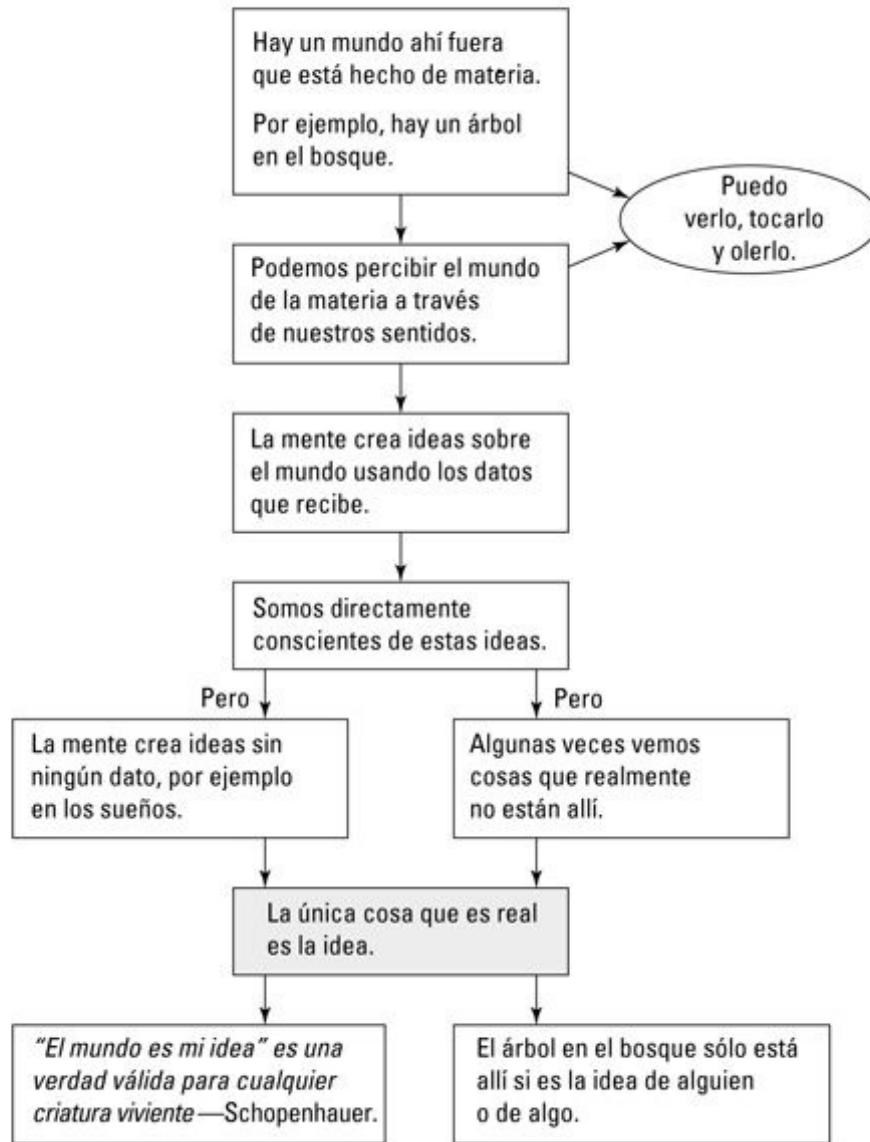 Hay un mundo ahí fuera
que está hecho de materia.
Por ejemplo, hay un árbol
en el bosque.
Puedo
verlo, tocarlo
y olerlo.
Podemos percibir el mundo
de la materia a través
de nuestros sentidos.
La mente crea ideas sobre
el mundo usando los datos
que recibe.
Somos directamente
conscientes de estas ideas.
Pero
Pero
La mente crea ideas sin
ningún dato, por ejemplo
en los sueños.
Algunas veces vemos
cosas que realmente
no están allí.
La única cosa que es real
es la idea.
"El mundo es mi idea" es una
verdad válida para cualquier
criatura viviente —Schopenhauer.
El árbol en el bosque sólo está
allí si es la idea de alguien
o de algo.